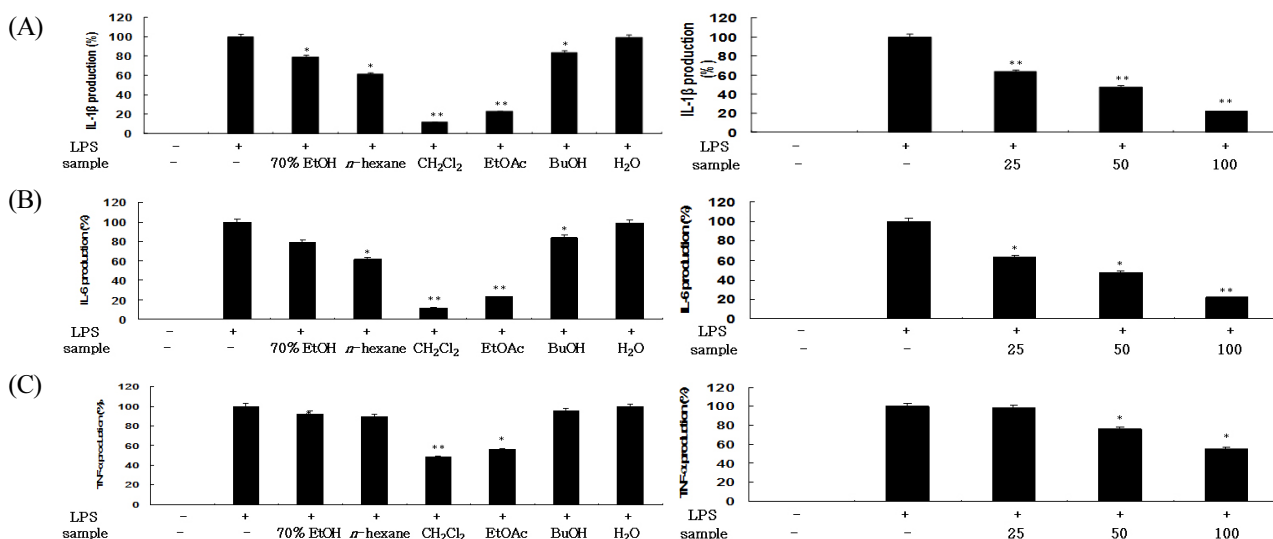 (A)
IL-1β production (%)
120
100
80
60
40
20
0
* * ** ** *
LPS – + + + + + + +
sample – – 70% EtOH n-hexane CH₂Cl₂ EtOAc BuOH H₂O
IL-1β production
(%)
120
100
80
60
40
20
0
** ** **
LPS – + + + +
sample – – 25 50 100
(B)
IL-6 production (%)
120
100
80
60
40
20
0
* ** ** *
LPS – + + + + + + +
sample – – 70% EtOH n-hexane CH₂Cl₂ EtOAc BuOH H₂O
IL-6 production (%)
120
100
80
60
40
20
0
* * **
LPS – + + + +
sample – – 25 50 100
(C)
TNF-α production (%)
120
100
80
60
40
20
0
* ** *
LPS – + + + + + + +
sample – – 70% EtOH n-hexane CH₂Cl₂ EtOAc BuOH H₂O
TNF-α production (%)
120
100
80
60
40
20
0
* *
LPS – + + + +
sample – – 25 50 100